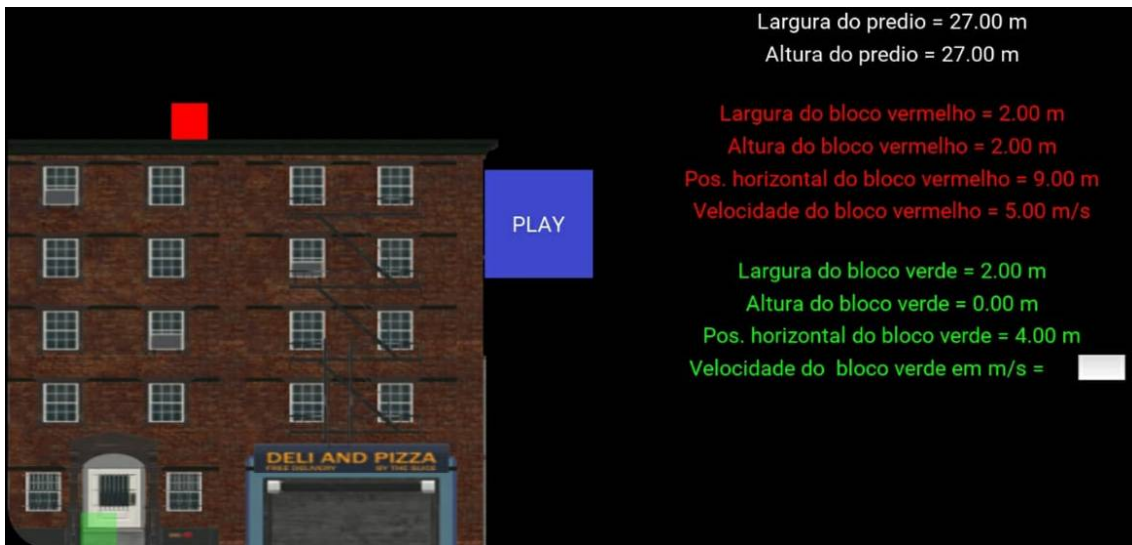 Largura do predio = 27.00 m
Altura do predio = 27.00 m
Largura do bloco vermelho = 2.00 m
Altura do bloco vermelho = 2.00 m
Pos. horizontal do bloco vermelho = 9.00 m
Velocidade do bloco vermelho = 5.00 m/s
PLAY
Largura do bloco verde = 2.00 m
Altura do bloco verde = 0.00 m
Pos. horizontal do bloco verde = 4.00 m
Velocidade do bloco verde em m/s =
DELI AND PIZZA
FREE DELIVERY BY THE SLICE